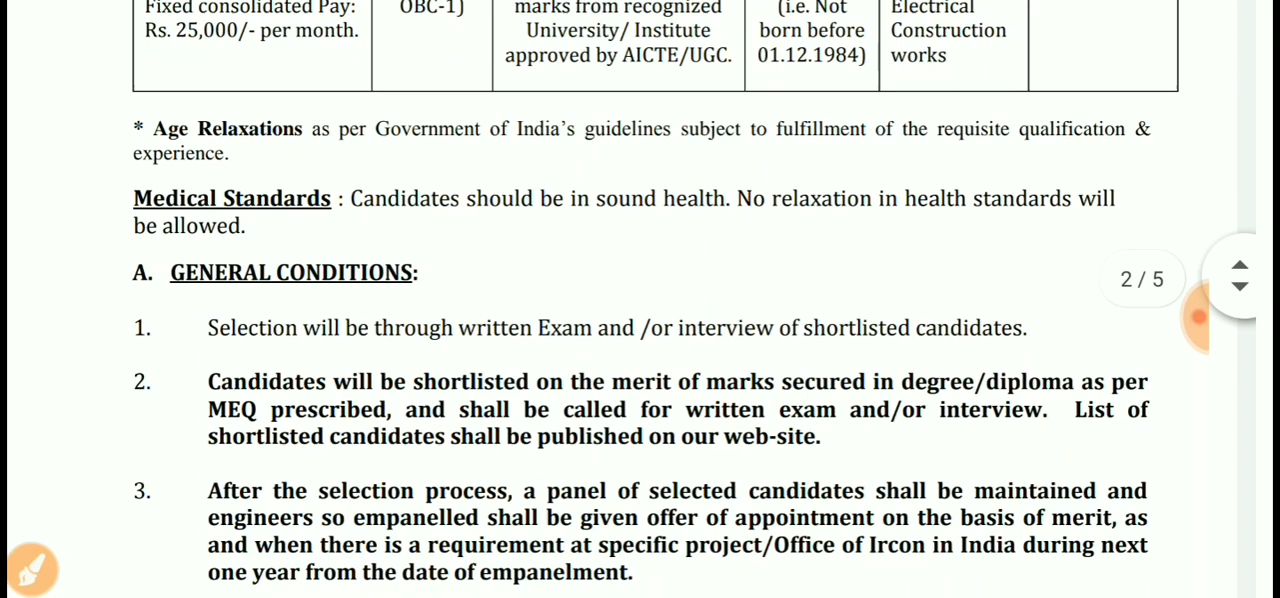 Fixed consolidated Pay:
Rs. 25,000/- per month.
OBC-1)
marks from recognized
University/ Institute
approved by AICTE/UGC.
(i.e. Not
born before
01.12.1984)
Electrical
Construction
works
* Age Relaxations as per Government of India's guidelines subject to fulfillment of the requisite qualification &
experience.
Medical Standards : Candidates should be in sound health. No relaxation in health standards will
be allowed.
A. GENERAL CONDITIONS:
2 / 5
1. Selection will be through written Exam and /or interview of shortlisted candidates.
2. Candidates will be shortlisted on the merit of marks secured in degree/diploma as per
MEQ prescribed, and shall be called for written exam and/or interview. List of
shortlisted candidates shall be published on our web-site.
3. After the selection process, a panel of selected candidates shall be maintained and
engineers so empanelled shall be given offer of appointment on the basis of merit, as
and when there is a requirement at specific project/Office of Ircon in India during next
one year from the date of empanelment.